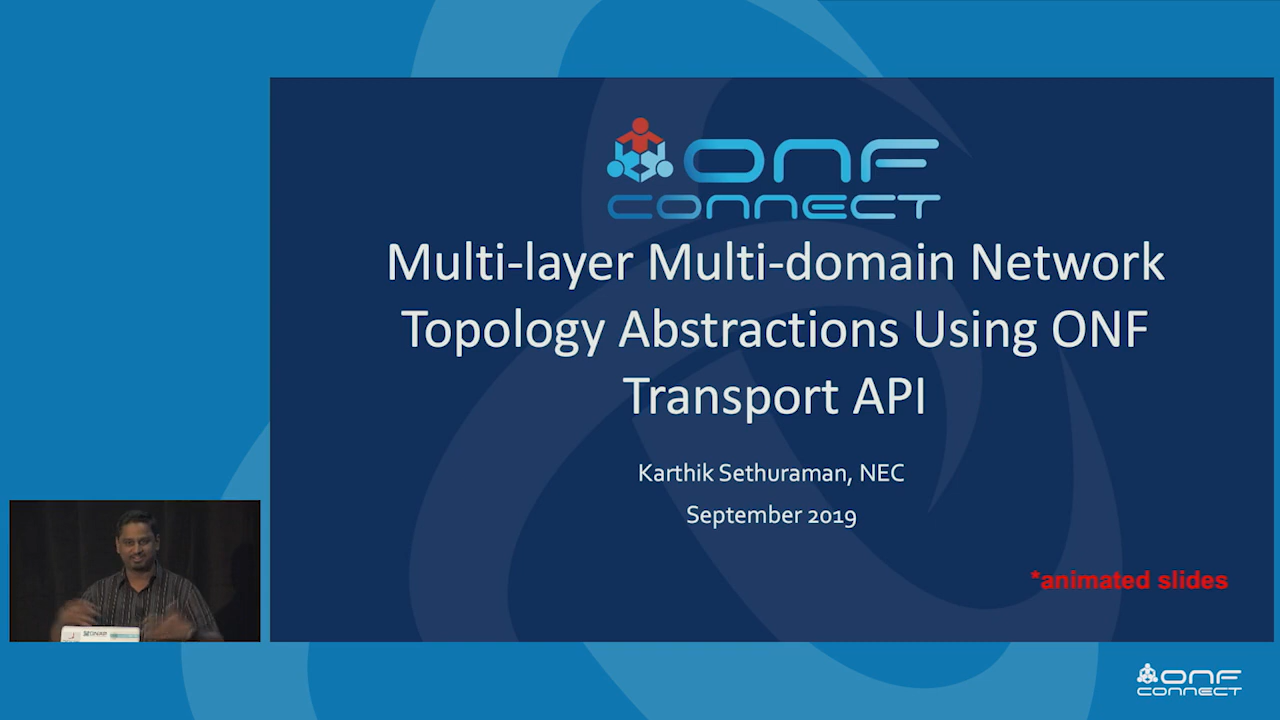 ONF
CONNECT
Multi-layer Multi-domain Network
Topology Abstractions Using ONF
Transport API
Karthik Sethuraman, NEC
September 2019
*animated slides
ONF
CONNECT